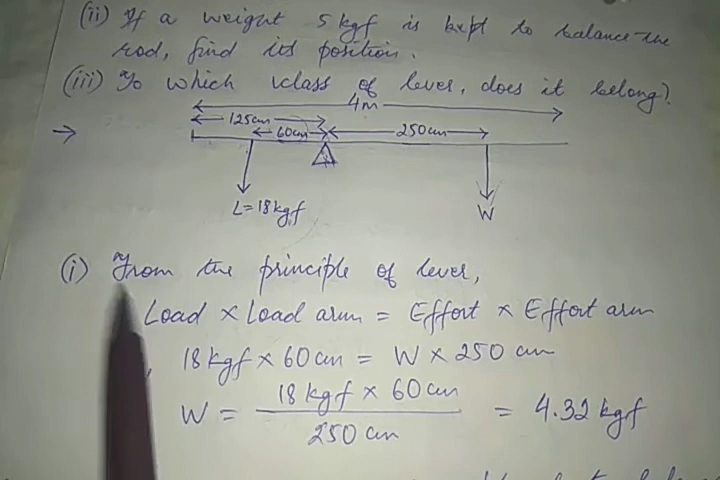 (ii) If a weight 5 kgf is kept to balance the
rod, find its position.
(iii) To which class of lever, does it belong?
4m
125cm
60cm
250cm
L=18kgf
W
(i) From the principle of lever,
Load × Load arm = Effort × Effort arm
18 kgf × 60 cm = W × 250 cm
W = 18 kgf × 60 cm / 250 cm = 4.32 kgf